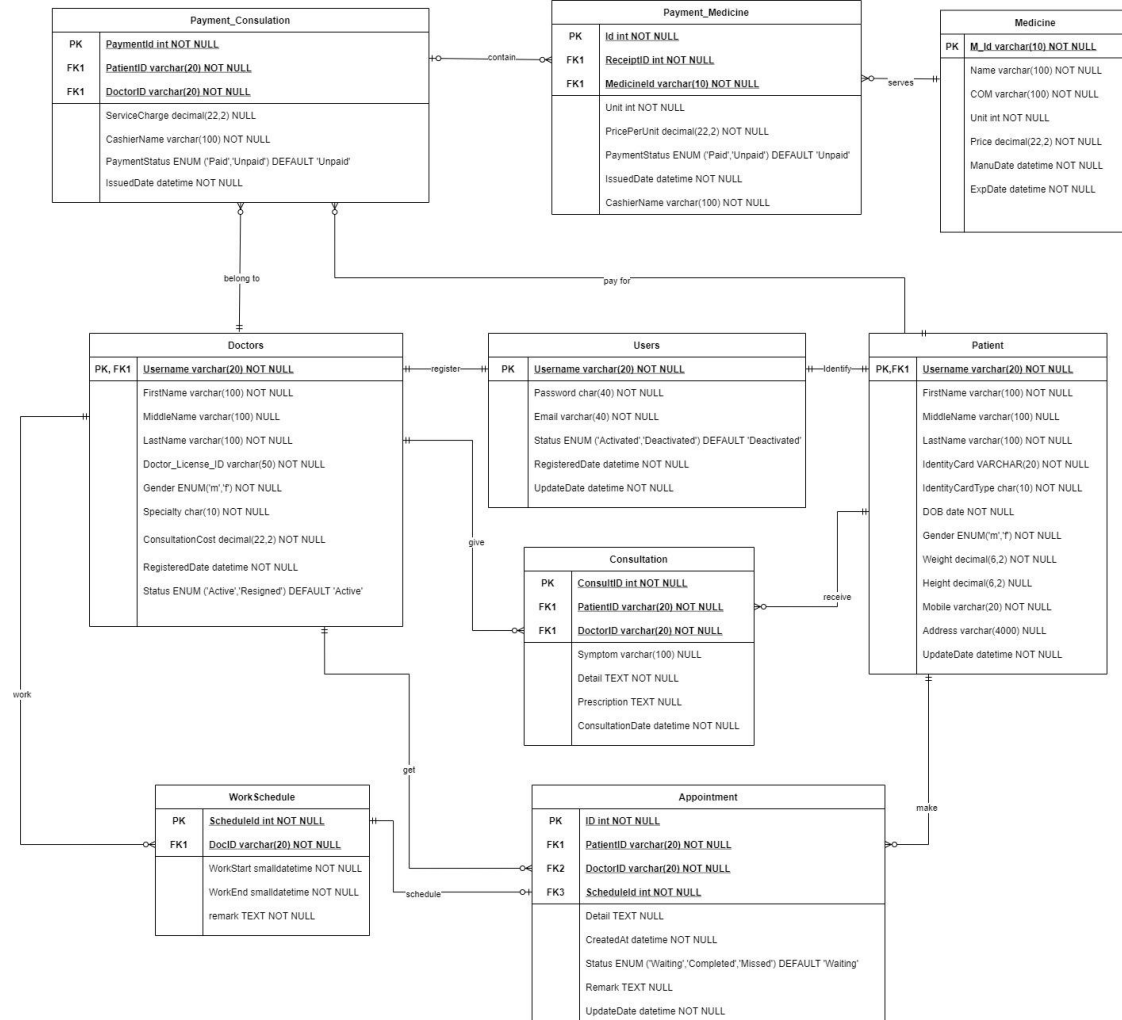 Payment_Consulation
PK PaymentId int NOT NULL
FK1 PatientID varchar(20) NOT NULL
FK1 DoctorID varchar(20) NOT NULL
ServiceCharge decimal(22,2) NULL
CashierName varchar(100) NOT NULL
PaymentStatus ENUM ('Paid','Unpaid') DEFAULT 'Unpaid'
IssuedDate datetime NOT NULL
contain
Payment_Medicine
PK Id int NOT NULL
FK1 ReceiptID int NOT NULL
FK1 MedicineId varchar(10) NOT NULL
Unit int NOT NULL
PricePerUnit decimal(22,2) NOT NULL
PaymentStatus ENUM ('Paid','Unpaid') DEFAULT 'Unpaid'
IssuedDate datetime NOT NULL
CashierName varchar(100) NOT NULL
serves
Medicine
PK M_Id varchar(10) NOT NULL
Name varchar(100) NOT NULL
COM varchar(100) NOT NULL
Unit int NOT NULL
Price decimal(22,2) NOT NULL
ManuDate datetime NOT NULL
ExpDate datetime NOT NULL
belong to
pay for
Doctors
PK, FK1 Username varchar(20) NOT NULL
FirstName varchar(100) NOT NULL
MiddleName varchar(100) NULL
LastName varchar(100) NOT NULL
Doctor_License_ID varchar(50) NOT NULL
Gender ENUM('m','f') NOT NULL
Specialty char(10) NOT NULL
ConsultationCost decimal(22,2) NOT NULL
RegisteredDate datetime NOT NULL
Status ENUM ('Active','Resigned') DEFAULT 'Active'
register
Users
PK Username varchar(20) NOT NULL
Password char(40) NOT NULL
Email varchar(40) NOT NULL
Status ENUM ('Activated','Deactivated') DEFAULT 'Deactivated'
RegisteredDate datetime NOT NULL
UpdateDate datetime NOT NULL
Identify
Patient
PK,FK1 Username varchar(20) NOT NULL
FirstName varchar(100) NOT NULL
MiddleName varchar(100) NULL
LastName varchar(100) NOT NULL
IdentityCard VARCHAR(20) NOT NULL
IdentityCardType char(10) NOT NULL
DOB date NOT NULL
Gender ENUM('m','f') NOT NULL
Weight decimal(6,2) NOT NULL
Height decimal(6,2) NULL
Mobile varchar(20) NOT NULL
Address varchar(4000) NULL
UpdateDate datetime NOT NULL
give
Consultation
PK ConsultID int NOT NULL
FK1 PatientID varchar(20) NOT NULL
FK1 DoctorID varchar(20) NOT NULL
Symptom varchar(100) NULL
Detail TEXT NOT NULL
Prescription TEXT NULL
ConsultationDate datetime NOT NULL
receive
work
get
make
WorkSchedule
PK ScheduleId int NOT NULL
FK1 DocID varchar(20) NOT NULL
WorkStart smalldatetime NOT NULL
WorkEnd smalldatetime NOT NULL
remark TEXT NOT NULL
schedule
Appointment
PK ID int NOT NULL
FK1 PatientID varchar(20) NOT NULL
FK2 DoctorID varchar(20) NOT NULL
FK3 ScheduleId int NOT NULL
Detail TEXT NULL
CreatedAt datetime NOT NULL
Status ENUM ('Waiting','Completed','Missed') DEFAULT 'Waiting'
Remark TEXT NULL
UpdateDate datetime NOT NULL